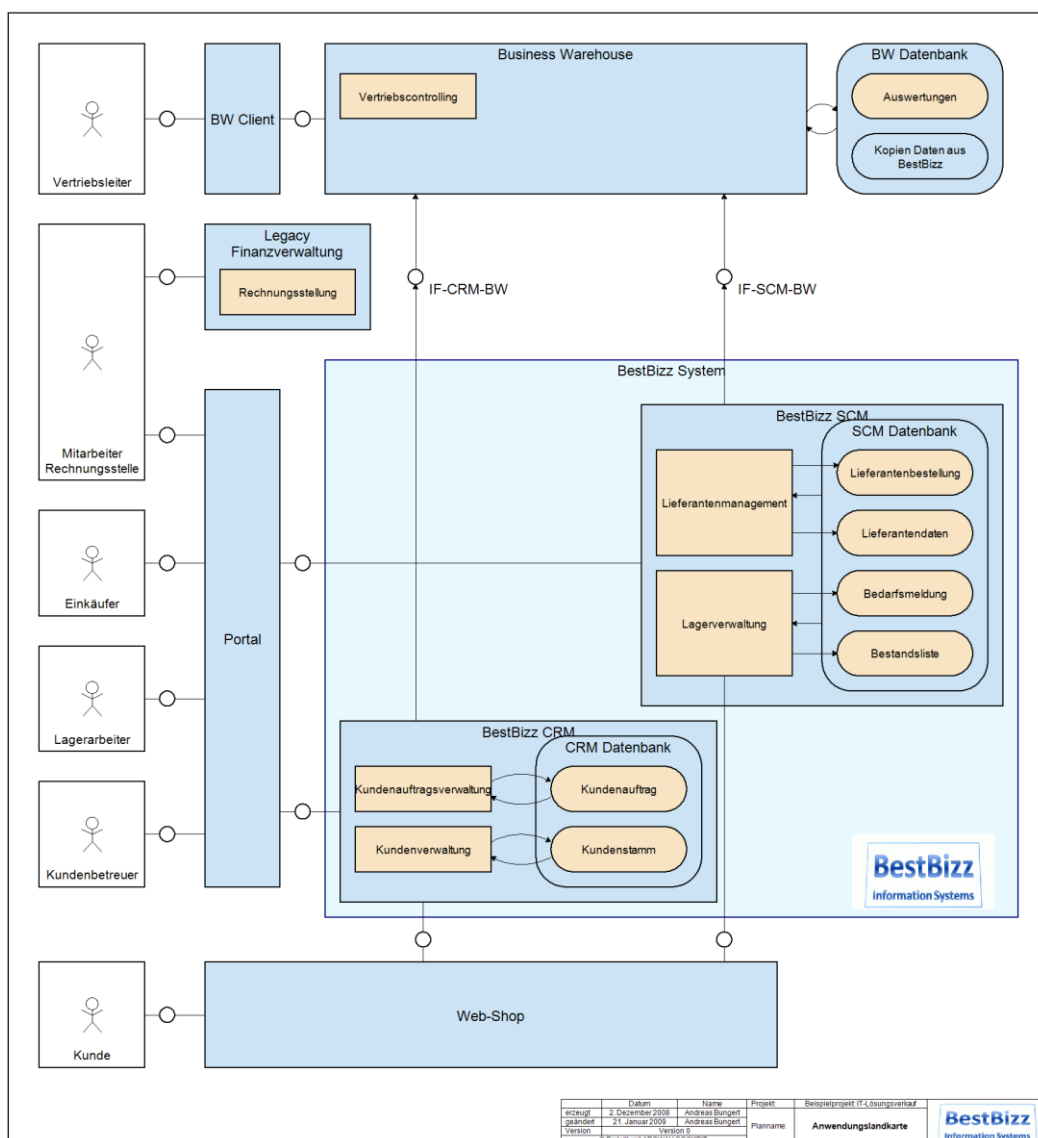 Business Warehouse
BW Datenbank
Vertriebscontrolling
Auswertungen
BW Client
Kopien Daten aus
BestBizz
Vertriebsleiter
Legacy
Finanzverwaltung
Rechnungsstellung
IF-CRM-BW
IF-SCM-BW
BestBizz System
BestBizz SCM
SCM Datenbank
Mitarbeiter
Rechnungsstelle
Lieferantenmanagement
Lieferantenbestellung
Lieferantendaten
Einkäufer
Bedarfsmeldung
Lagerverwaltung
Portal
Bestandsliste
Lagerarbeiter
BestBizz CRM
CRM Datenbank
Kundenauftragsverwaltung
Kundenauftrag
Kundenverwaltung
Kundenstamm
Kundenbetreuer
BestBizz
Information Systems
Web-Shop
Kunde
Datum Name Projekt: Beispielprojekt IT-Lösungsverkauf
erzeugt 2. Dezember 2008 Andreas Bungert
geändert 21. Januar 2009 Andreas Bungert
Planname: Anwendungslandkarte
Version Version 0
BestBizz
Information Systems